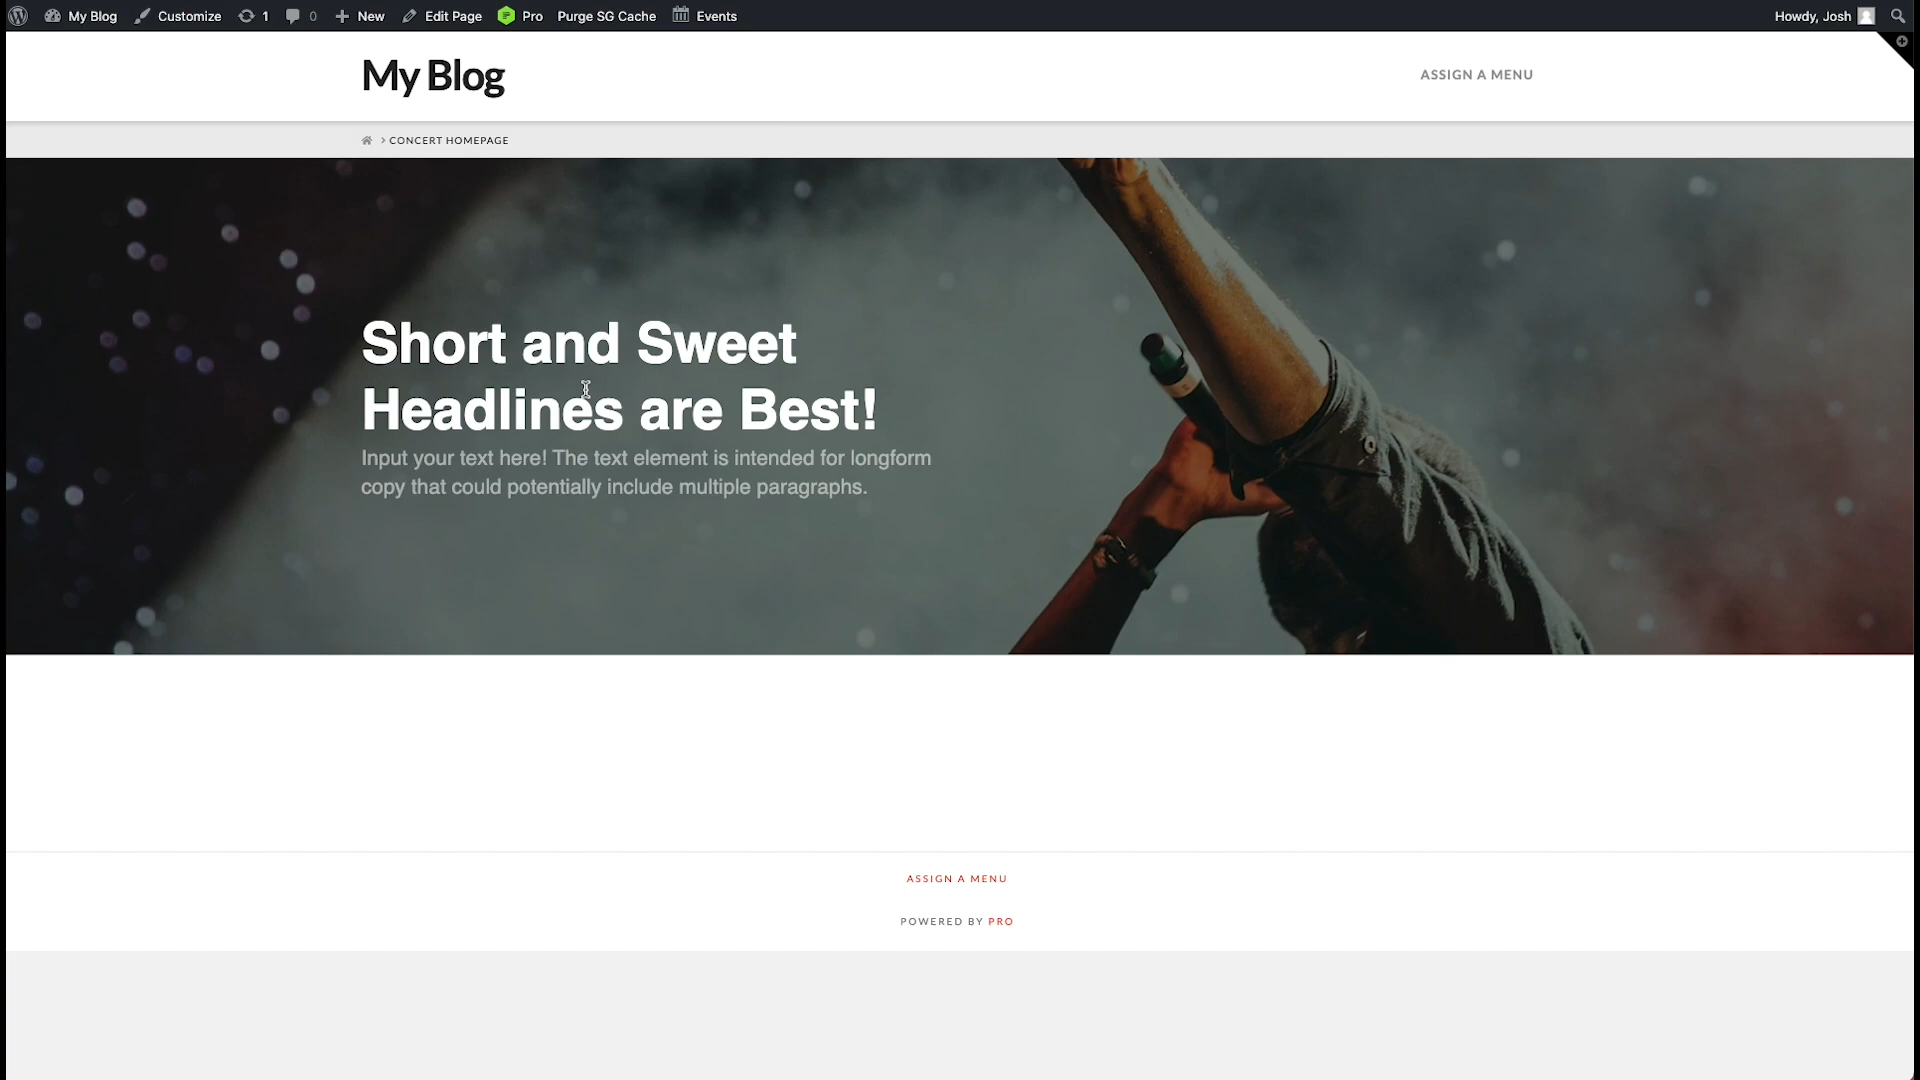 My Blog Customize 1 0 New Edit Page Pro Purge SG Cache Events Howdy, Josh
My Blog
ASSIGN A MENU
> CONCERT HOMEPAGE
Short and Sweet
Headlines are Best!
Input your text here! The text element is intended for longform
copy that could potentially include multiple paragraphs.
ASSIGN A MENU
POWERED BY PRO